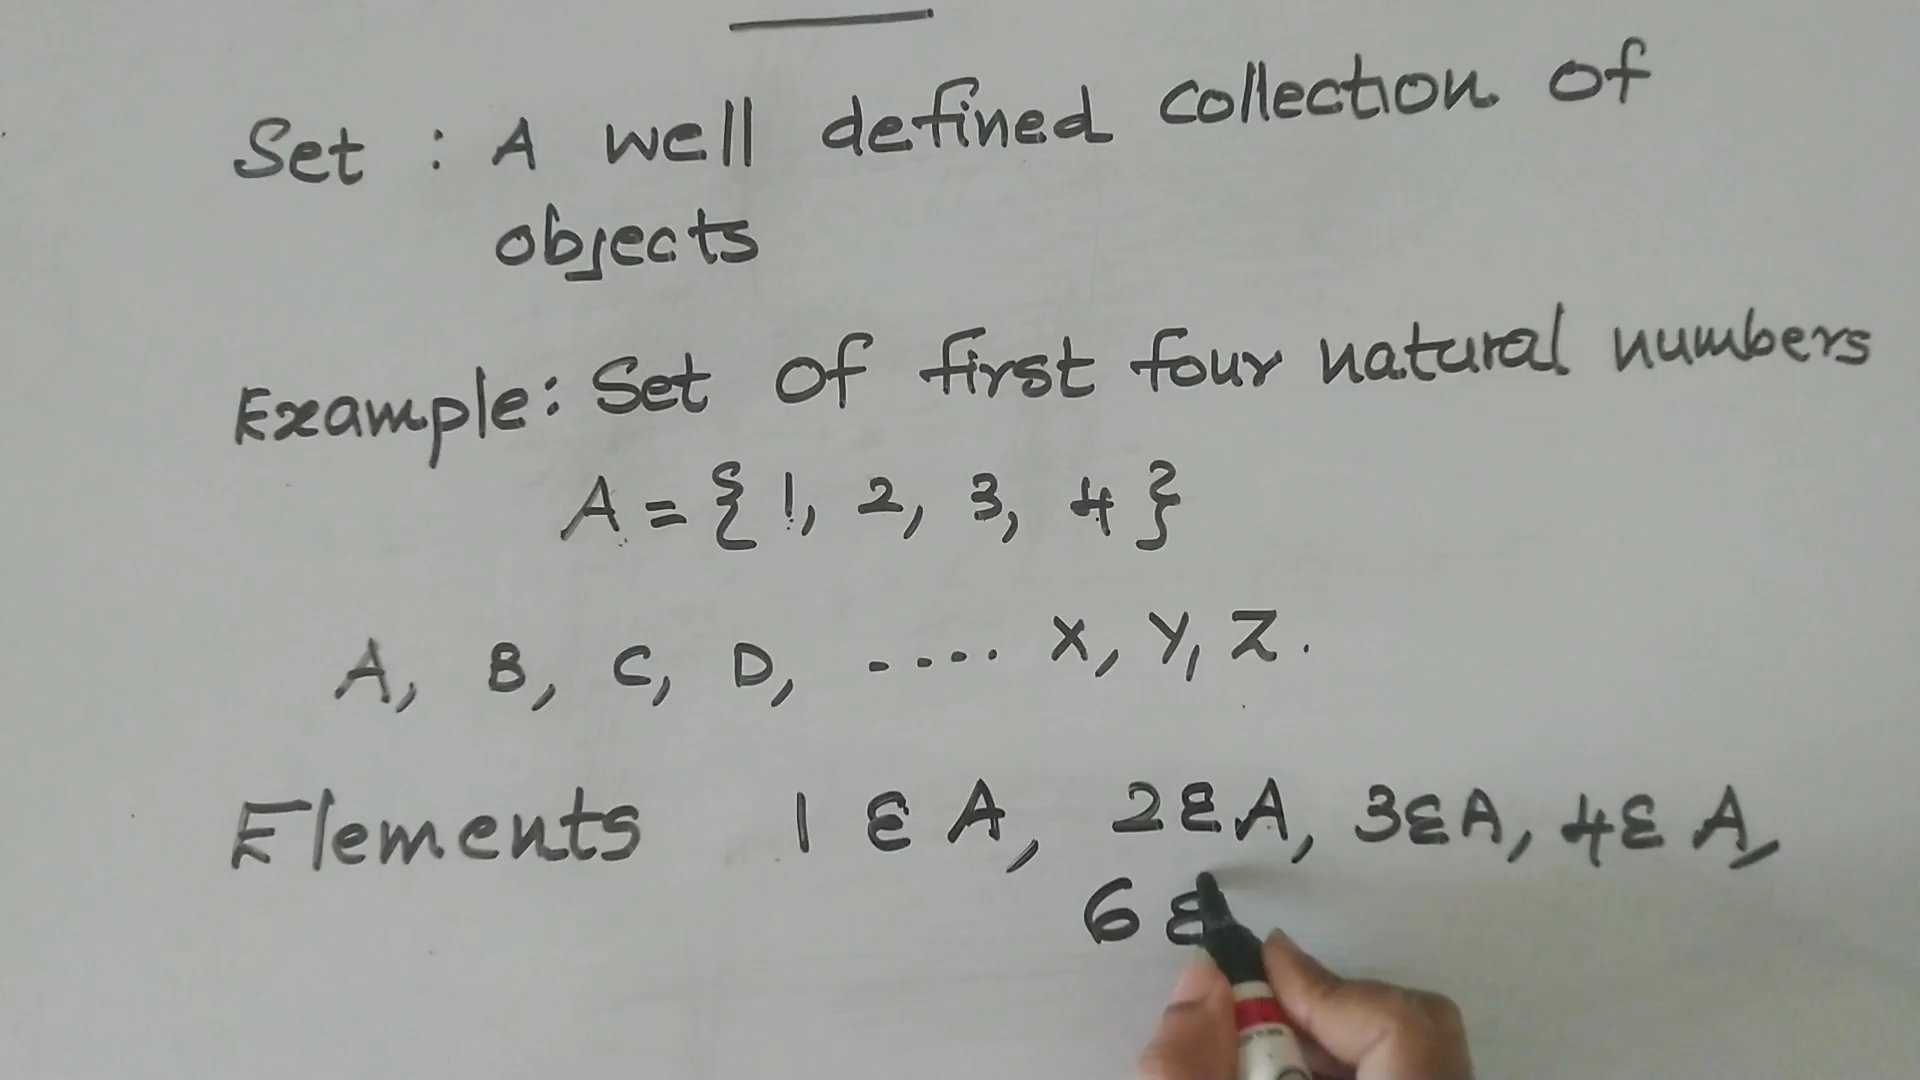 Set : A well defined collection of
objects
Example: Set of first four natural numbers
A = { 1, 2, 3, 4 }
A, B, C, D, .... X, Y, Z.
Elements 1 ε A, 2 ε A, 3 ε A, 4 ε A,
6 ε